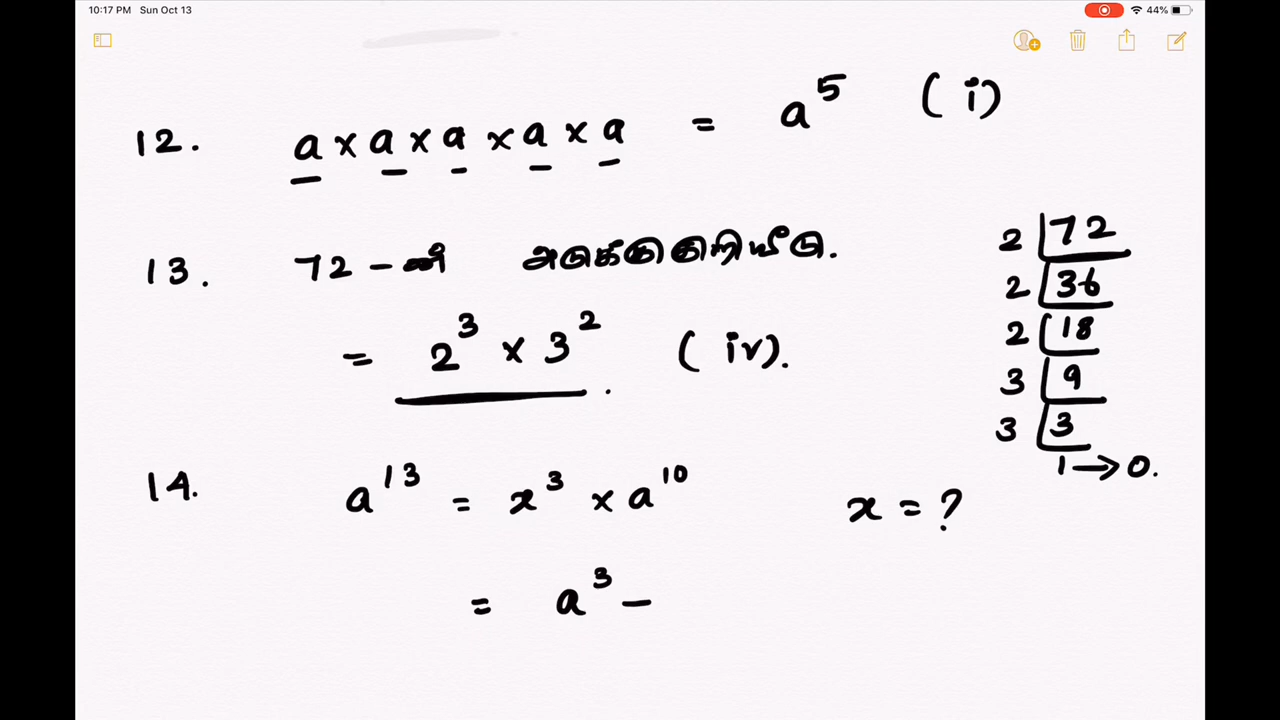 10:17 PM Sun Oct 13
44%
12. a × a × a × a × a = a⁵ (i)
13. 72 - ன் அடுக்குகுறியீடு.
= 2³ × 3² (iv).
2 | 72
2 | 36
2 | 18
3 | 9
3 | 3
1 → 0.
14. a¹³ = x³ × a¹⁰ x = ?
= a³ –